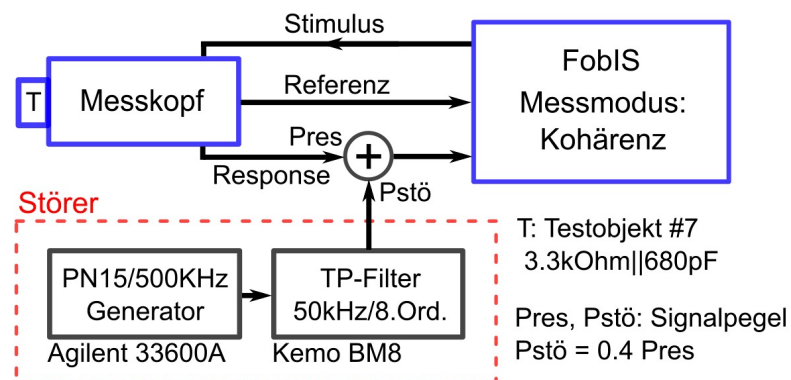 Stimulus
FobIS
Messmodus:
Kohärenz
T
Messkopf
Referenz
Pres
+
Response
Pstö
Störer
PN15/500KHz
Generator
Agilent 33600A
TP-Filter
50kHz/8.Ord.
Kemo BM8
T: Testobjekt #7
3.3kOhm||680pF
Pres, Pstö: Signalpegel
Pstö = 0.4 Pres